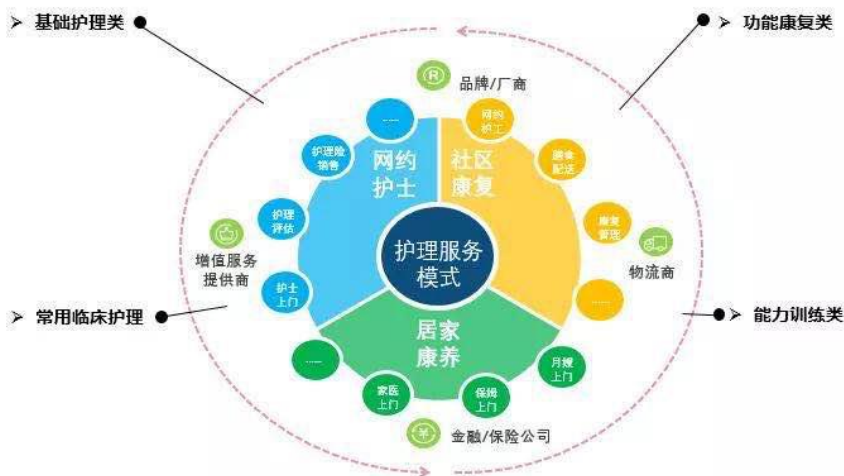 ➢ 基础护理类
➢ 功能康复类
®
品牌/厂商
......
网约
护工
护理险
销售
网约
护士
社区
康复
膳食
配送
护理
评估
康复
管理
增值服务
提供商
护理服务
模式
物流商
护士
上门
......
➢ 常用临床护理
➢ 能力训练类
居家
康养
......
月嫂
上门
家医
上门
保姆
上门
¥
金融/保险公司